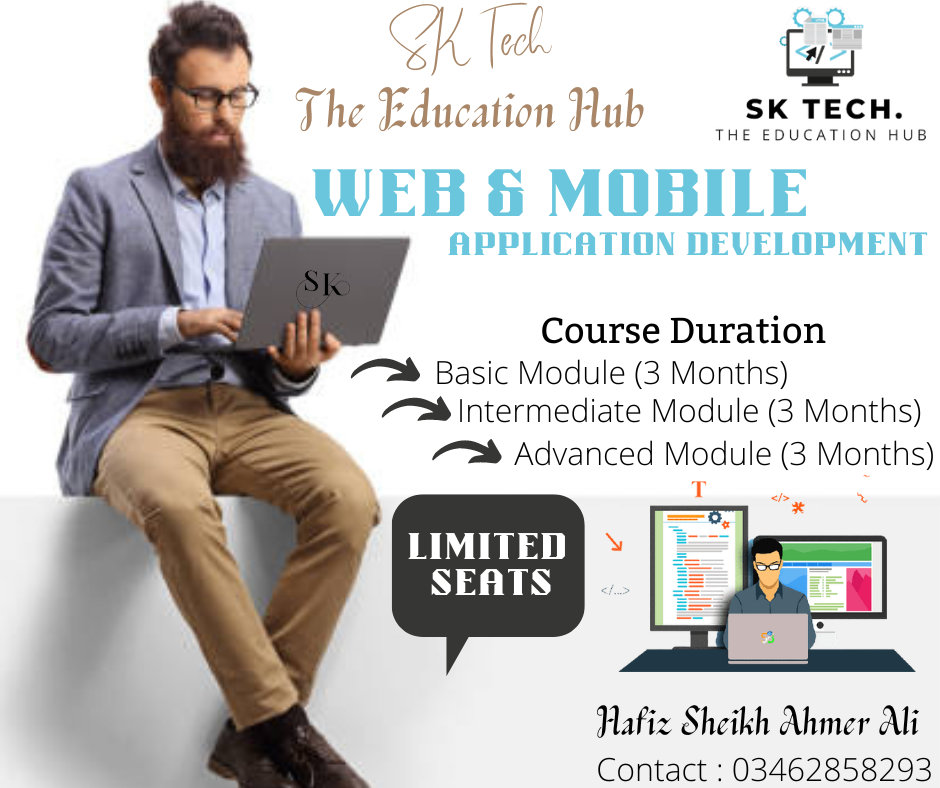 SK Tech
The Education Hub
SK TECH.
THE EDUCATION HUB
WEB & MOBILE
APPLICATION DEVELOPMENT
SK
Course Duration
Basic Module (3 Months)
Intermediate Module (3 Months)
Advanced Module (3 Months)
T
</>
</...>
LIMITED
SEATS
Hafiz Sheikh Ahmer Ali
Contact : 03462858293